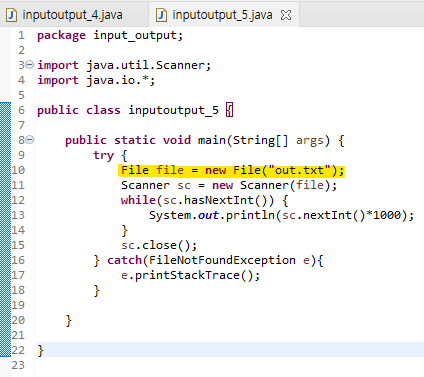 inputoutput_4.java inputoutput_5.java
1 package input_output;
2
3 import java.util.Scanner;
4 import java.io.*;
5
6 public class inputoutput_5 {
7
8 public static void main(String[] args) {
9 try {
10 File file = new File("out.txt");
11 Scanner sc = new Scanner(file);
12 while(sc.hasNextInt()) {
13 System.out.println(sc.nextInt()*1000);
14 }
15 sc.close();
16 } catch(FileNotFoundException e){
17 e.printStackTrace();
18 }
19
20 }
21
22 }
23